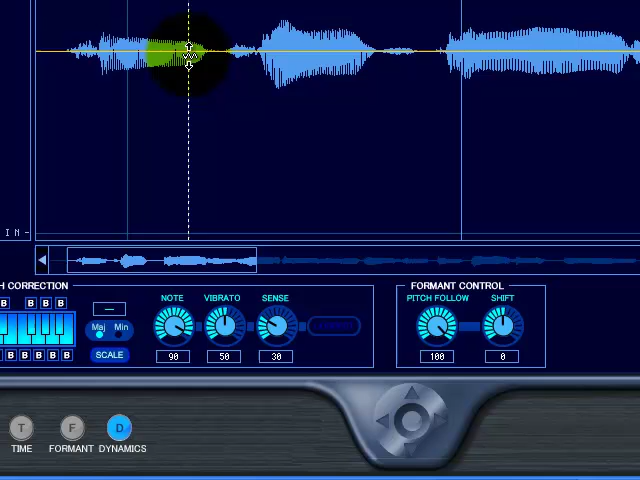 I N -
H CORRECTION
FORMANT CONTROL
NOTE VIBRATO SENSE
PITCH FOLLOW SHIFT
B B B B
—
Maj Min
90 50 30
100 0
B B B B B SCALE
T F D
TIME FORMANT DYNAMICS